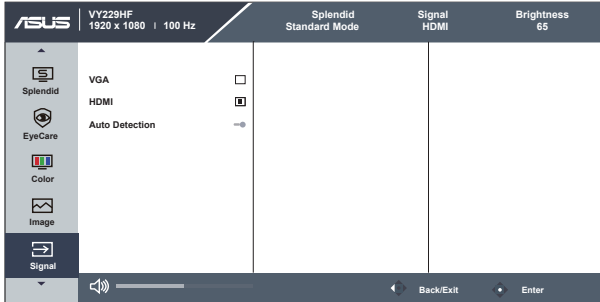 ASUS
VY229HF
1920 x 1080 | 100 Hz
Splendid
Standard Mode
Signal
HDMI
Brightness
65
S
Splendid
EyeCare
Color
Image
Signal
VGA
HDMI
Auto Detection
Back/Exit
Enter